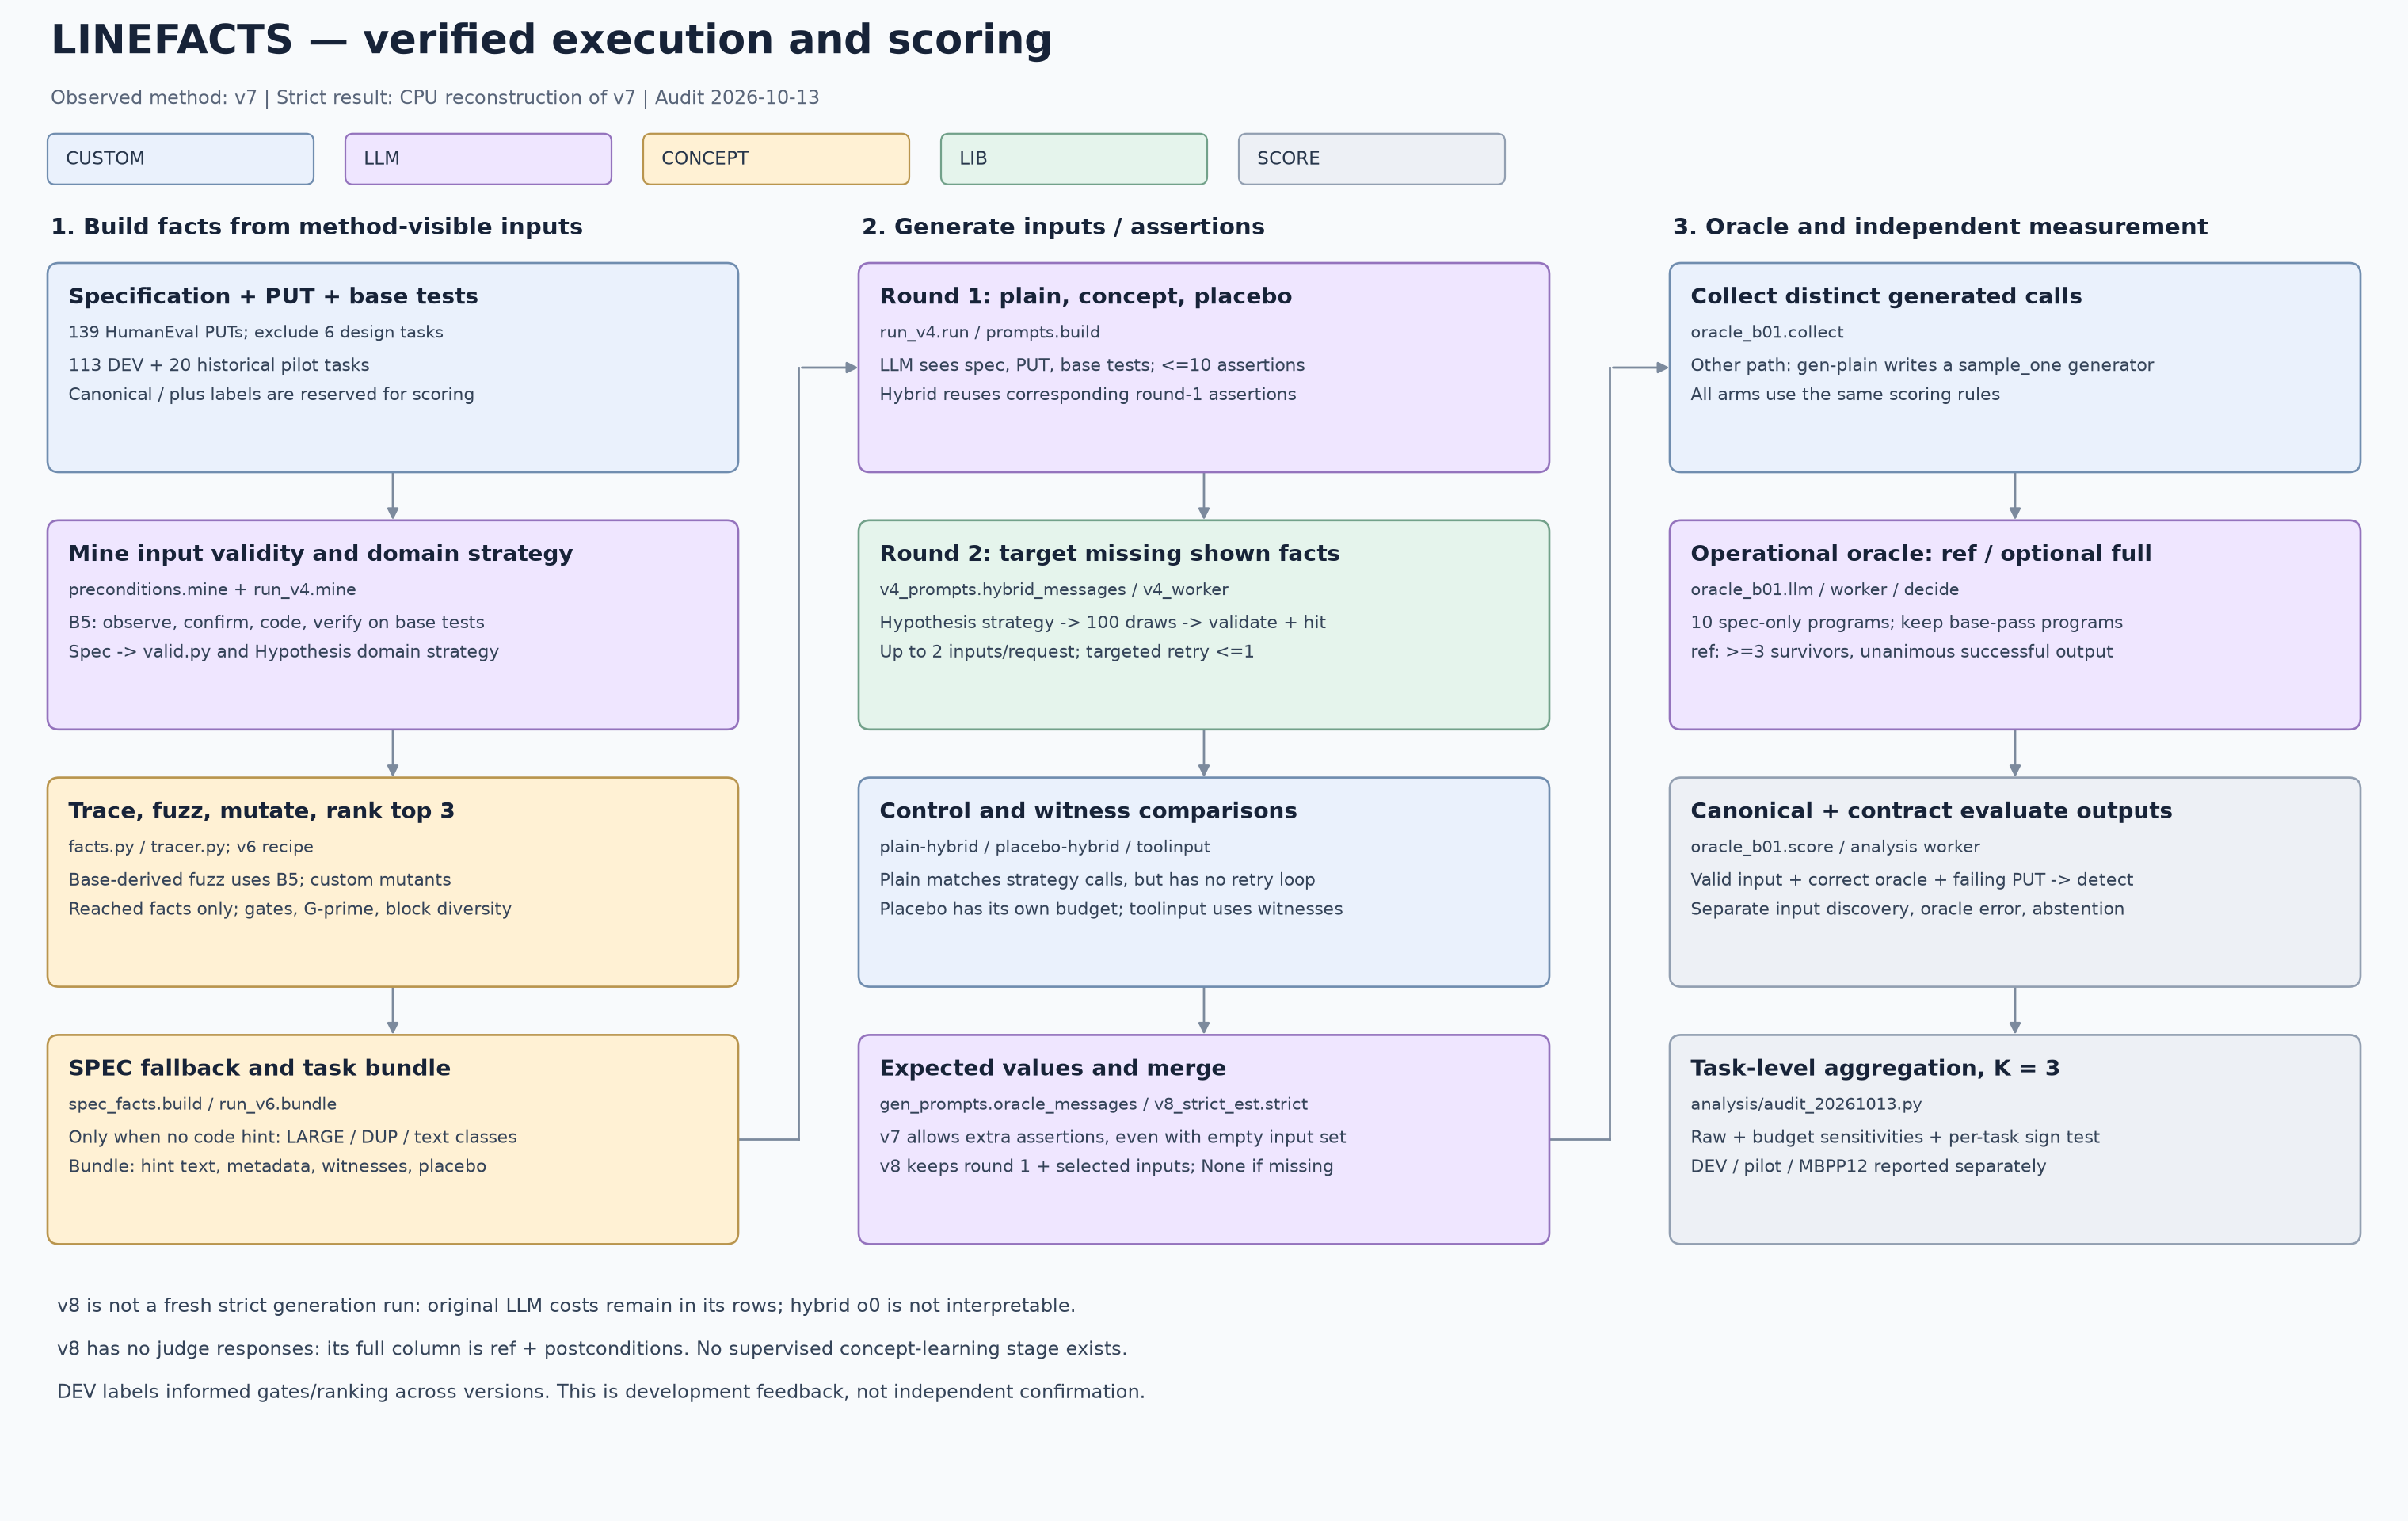 LINEFACTS — verified execution and scoring
Observed method: v7 | Strict result: CPU reconstruction of v7 | Audit 2026-10-13
CUSTOM
LLM
CONCEPT
LIB
SCORE
1. Build facts from method-visible inputs
Specification + PUT + base tests
139 HumanEval PUTs; exclude 6 design tasks
113 DEV + 20 historical pilot tasks
Canonical / plus labels are reserved for scoring
Mine input validity and domain strategy
preconditions.mine + run_v4.mine
B5: observe, confirm, code, verify on base tests
Spec -> valid.py and Hypothesis domain strategy
Trace, fuzz, mutate, rank top 3
facts.py / tracer.py; v6 recipe
Base-derived fuzz uses B5; custom mutants
Reached facts only; gates, G-prime, block diversity
SPEC fallback and task bundle
spec_facts.build / run_v6.bundle
Only when no code hint: LARGE / DUP / text classes
Bundle: hint text, metadata, witnesses, placebo
2. Generate inputs / assertions
Round 1: plain, concept, placebo
run_v4.run / prompts.build
LLM sees spec, PUT, base tests; <=10 assertions
Hybrid reuses corresponding round-1 assertions
Round 2: target missing shown facts
v4_prompts.hybrid_messages / v4_worker
Hypothesis strategy -> 100 draws -> validate + hit
Up to 2 inputs/request; targeted retry <=1
Control and witness comparisons
plain-hybrid / placebo-hybrid / toolinput
Plain matches strategy calls, but has no retry loop
Placebo has its own budget; toolinput uses witnesses
Expected values and merge
gen_prompts.oracle_messages / v8_strict_est.strict
v7 allows extra assertions, even with empty input set
v8 keeps round 1 + selected inputs; None if missing
3. Oracle and independent measurement
Collect distinct generated calls
oracle_b01.collect
Other path: gen-plain writes a sample_one generator
All arms use the same scoring rules
Operational oracle: ref / optional full
oracle_b01.llm / worker / decide
10 spec-only programs; keep base-pass programs
ref: >=3 survivors, unanimous successful output
Canonical + contract evaluate outputs
oracle_b01.score / analysis worker
Valid input + correct oracle + failing PUT -> detect
Separate input discovery, oracle error, abstention
Task-level aggregation, K = 3
analysis/audit_20261013.py
Raw + budget sensitivities + per-task sign test
DEV / pilot / MBPP12 reported separately
v8 is not a fresh strict generation run: original LLM costs remain in its rows; hybrid o0 is not interpretable.
v8 has no judge responses: its full column is ref + postconditions. No supervised concept-learning stage exists.
DEV labels informed gates/ranking across versions. This is development feedback, not independent confirmation.